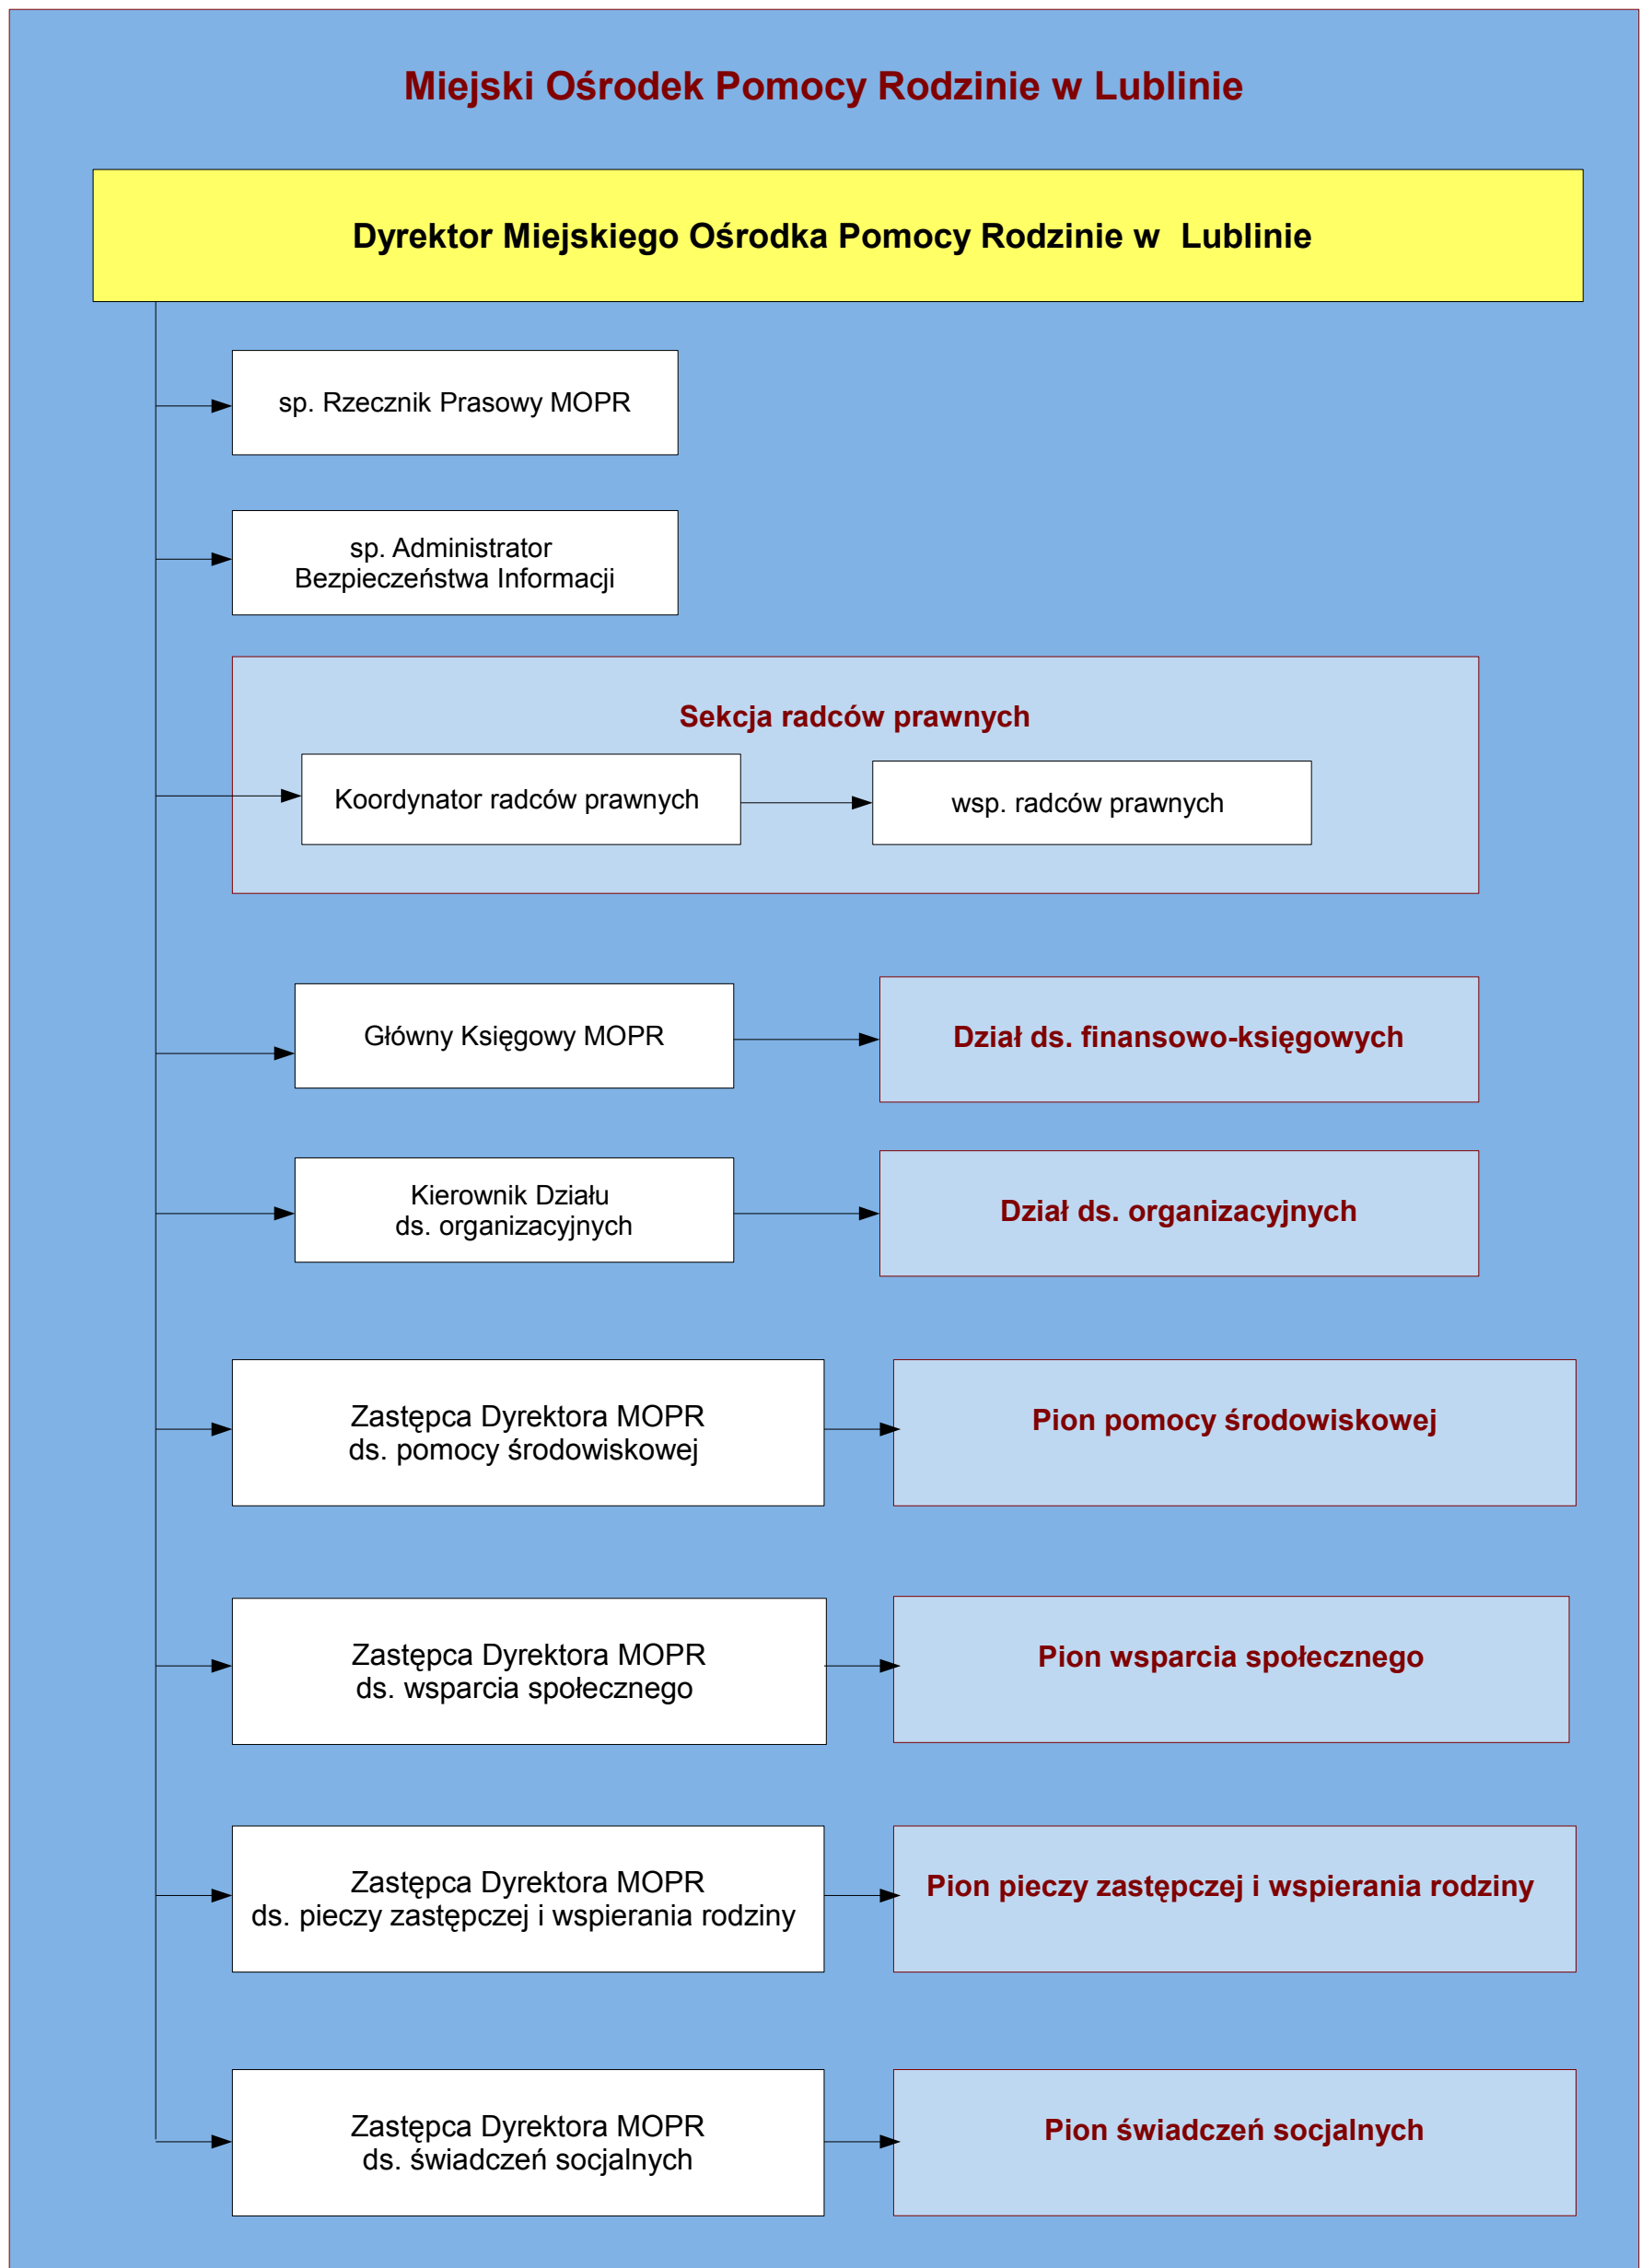 Miejski Ośrodek Pomocy Rodzinie w Lublinie
Dyrektor Miejskiego Ośrodka Pomocy Rodzinie w Lublinie
sp. Rzecznik Prasowy MOPR
sp. Administrator
Bezpieczeństwa Informacji
Sekcja radców prawnych
Koordynator radców prawnych
wsp. radców prawnych
Główny Księgowy MOPR
Dział ds. finansowo-księgowych
Kierownik Działu
ds. organizacyjnych
Dział ds. organizacyjnych
Zastępca Dyrektora MOPR
ds. pomocy środowiskowej
Pion pomocy środowiskowej
Zastępca Dyrektora MOPR
ds. wsparcia społecznego
Pion wsparcia społecznego
Zastępca Dyrektora MOPR
ds. pieczy zastępczej i wspierania rodziny
Pion pieczy zastępczej i wspierania rodziny
Zastępca Dyrektora MOPR
ds. świadczeń socjalnych
Pion świadczeń socjalnych